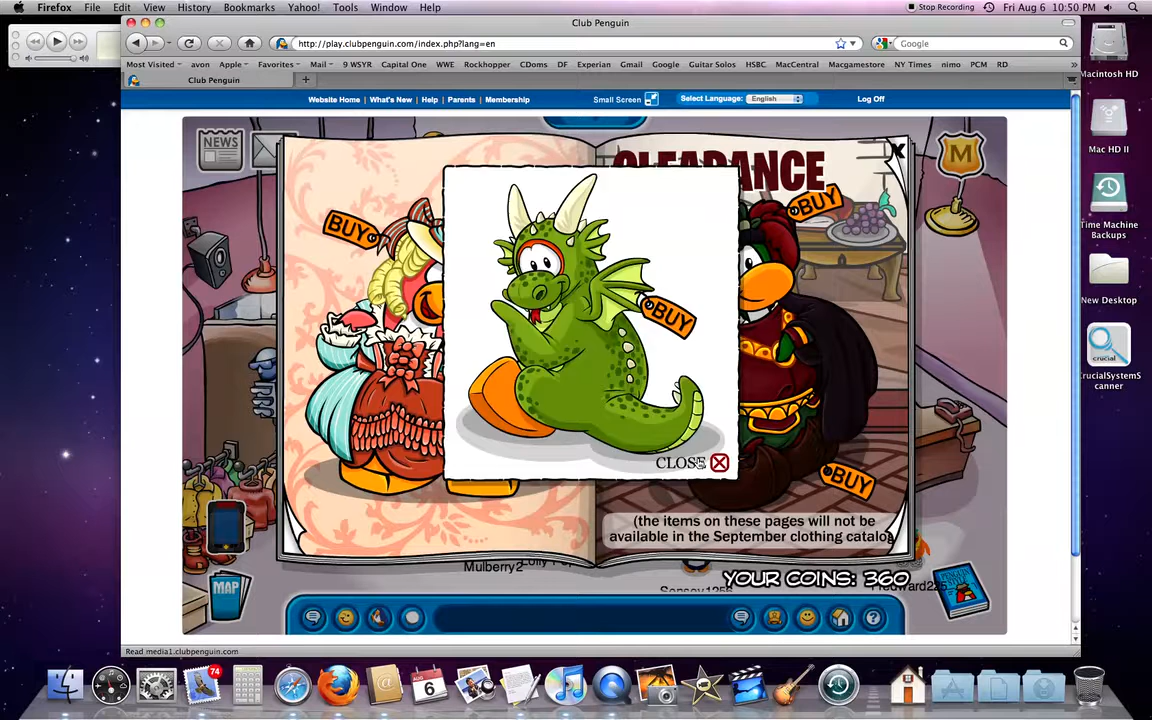 Firefox File Edit View History Bookmarks Yahoo! Tools Window Help
Stop Recording Fri Aug 6 10:50 PM
Club Penguin
http://play.clubpenguin.com/index.php?lang=en
Google
Most Visited 9 WSYR Capital One WWE Rockhopper CDoms DF Experian Gmail Google Guitar Solos HSBC MacCentral Macgamestore NY Times nimo PCM RD
avon Apple Favorites Mail
Club Penguin
Website Home | What's New | Help | Parents | Membership
Small Screen
Select Language: English
Log Off
NEWS
M
CLEARANCE
X
BUY
BUY
BUY
BUY
CLOSE
(the items on these pages will not be
available in the September clothing catalog
Mulberry2
YOUR COINS: 360
MAP
Read media1.clubpenguin.com
74
6
Macintosh HD
Mac HD II
Time Machine
Backups
New Desktop
CrucialSystemS
canner
crucial